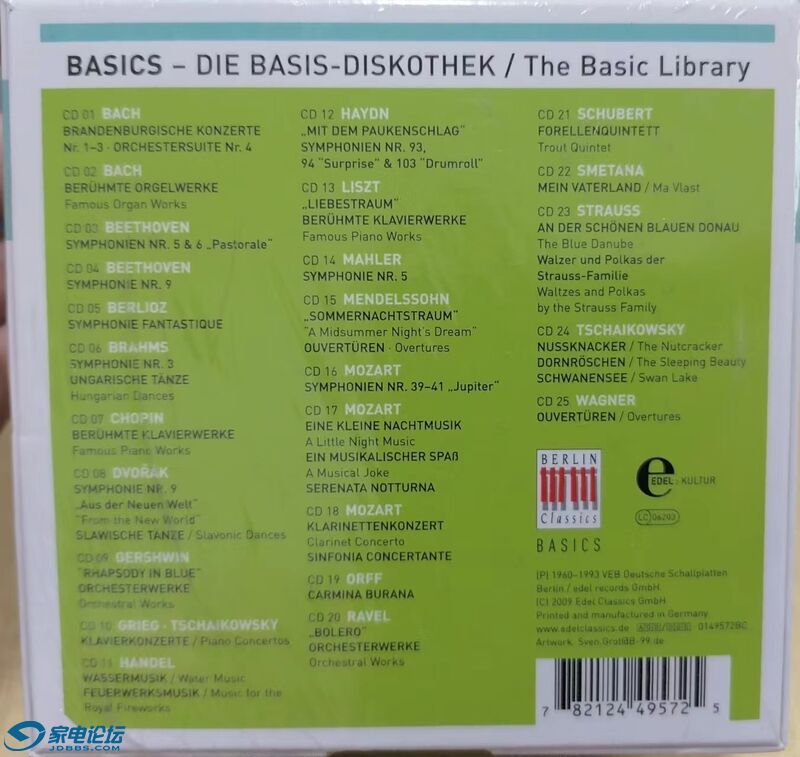 BASICS – DIE BASIS-DISKOTHEK / The Basic Library
CD 01 BACH
BRANDENBURGISCHE KONZERTE
Nr. 1–3 · ORCHESTERSUITE Nr. 4
CD 02 BACH
BERÜHMTE ORGELWERKE
Famous Organ Works
CD 03 BEETHOVEN
SYMPHONIEN NR. 5 & 6 „Pastorale“
CD 04 BEETHOVEN
SYMPHONIE NR. 9
CD 05 BERLIOZ
SYMPHONIE FANTASTIQUE
CD 06 BRAHMS
SYMPHONIE NR. 3
UNGARISCHE TÄNZE
Hungarian Dances
CD 07 CHOPIN
BERÜHMTE KLAVIERWERKE
Famous Piano Works
CD 08 DVOŘÁK
SYMPHONIE NR. 9
„Aus der Neuen Welt“
"From the New World"
SLAWISCHE TÄNZE / Slavonic Dances
CD 09 GERSHWIN
"RHAPSODY IN BLUE"
ORCHESTERWERKE
Orchestral Works
CD 10 GRIEG · TSCHAIKOWSKY
KLAVIERKONZERTE / Piano Concertos
CD 11 HÄNDEL
WASSERMUSIK / Water Music
FEUERWERKSMUSIK / Music for the
Royal Fireworks
CD 12 HAYDN
„MIT DEM PAUKENSCHLAG“
SYMPHONIEN NR. 93,
94 "Surprise" & 103 "Drumroll"
CD 13 LISZT
„LIEBESTRAUM“
BERÜHMTE KLAVIERWERKE
Famous Piano Works
CD 14 MAHLER
SYMPHONIE NR. 5
CD 15 MENDELSSOHN
„SOMMERNACHTSTRAUM“
"A Midsummer Night's Dream"
OUVERTÜREN · Overtures
CD 16 MOZART
SYMPHONIEN NR. 39–41 „Jupiter“
CD 17 MOZART
EINE KLEINE NACHTMUSIK
A Little Night Music
EIN MUSIKALISCHER SPAß
A Musical Joke
SERENATA NOTTURNA
CD 18 MOZART
KLARINETTENKONZERT
Clarinet Concerto
SINFONIA CONCERTANTE
CD 19 ORFF
CARMINA BURANA
CD 20 RAVEL
„BOLERO“
ORCHESTERWERKE
Orchestral Works
CD 21 SCHUBERT
FORELLENQUINTETT
Trout Quintet
CD 22 SMETANA
MEIN VATERLAND / Ma Vlast
CD 23 STRAUSS
AN DER SCHÖNEN BLAUEN DONAU
The Blue Danube
Walzer und Polkas der
Strauss-Familie
Waltzes and Polkas
by the Strauss Family
CD 24 TSCHAIKOWSKY
NUSSKNACKER / The Nutcracker
DORNRÖSCHEN / The Sleeping Beauty
SCHWANENSEE / Swan Lake
CD 25 WAGNER
OUVERTÜREN / Overtures
BERLIN
Classics
BASICS
e
EDEL : KULTUR
LC 06203
(P) 1960–1993 VEB Deutsche Schallplatten
Berlin / edel records GmbH
(C) 2009 Edel Classics GmbH
Printed and manufactured in Germany
www.edelclassics.de 0149572BC
Artwork: Sven.Grot@B-99.de
7 82124 49572 5
家电论坛
JDBBS.COM